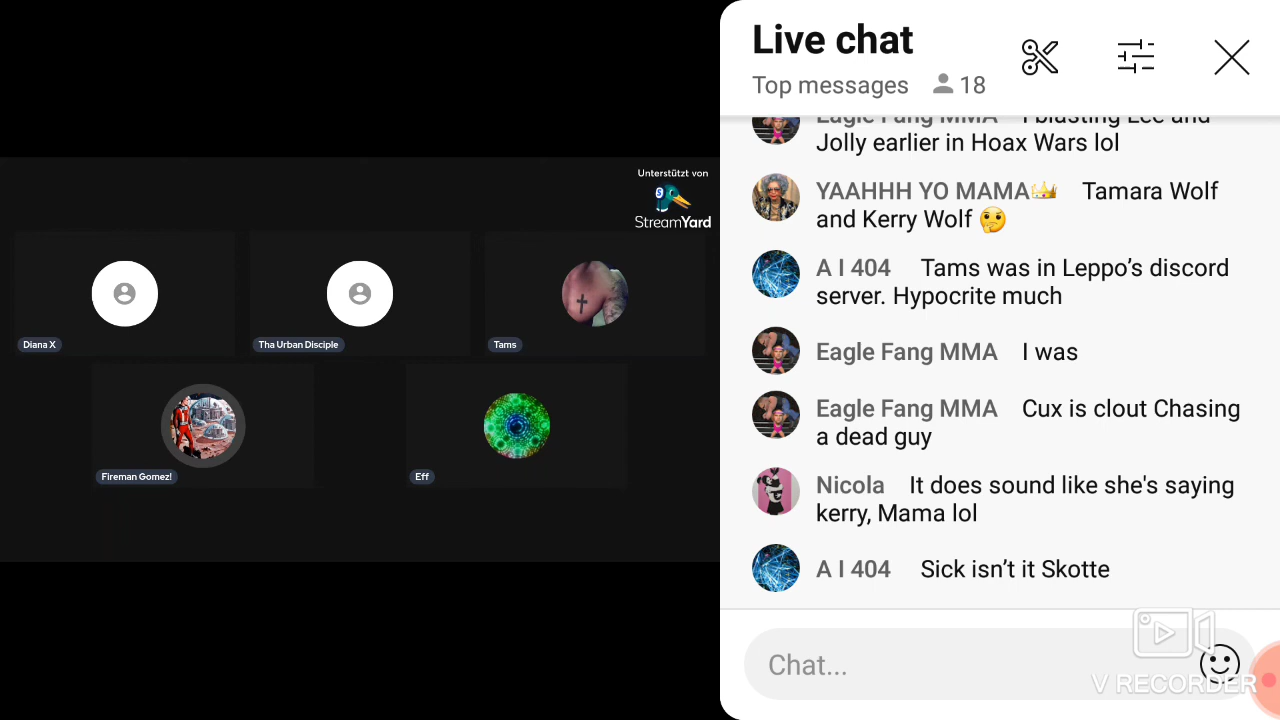 Unterstützt von
StreamYard
Diana X
Tha Urban Disciple
Tams
Fireman Gomez!
Eff
Live chat
Top messages 18
Eagle Fang MMA I blasting Lee and
Jolly earlier in Hoax Wars lol
YAAHHH YO MAMA👑 Tamara Wolf
and Kerry Wolf 🤔
A I 404 Tams was in Leppo’s discord
server. Hypocrite much
Eagle Fang MMA I was
Eagle Fang MMA Cux is clout Chasing
a dead guy
Nicola It does sound like she's saying
kerry, Mama lol
A I 404 Sick isn’t it Skotte
Chat...
V RECORDER